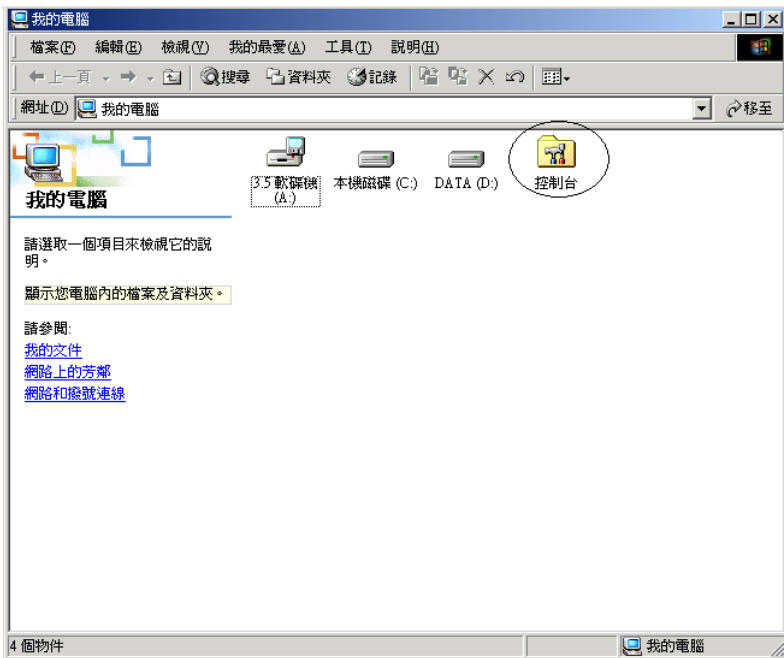 我的電腦
檔案(F) 編輯(E) 檢視(V) 我的最愛(A) 工具(T) 說明(H)
上一頁 搜尋 資料夾 記錄
網址(D) 我的電腦 移至
3.5 軟碟機 (A:)
本機磁碟 (C:)
DATA (D:)
控制台
我的電腦
請選取一個項目來檢視它的說
明。
顯示您電腦內的檔案及資料夾。
請參閱:
我的文件
網路上的芳鄰
網路和撥號連線
4 個物件 我的電腦